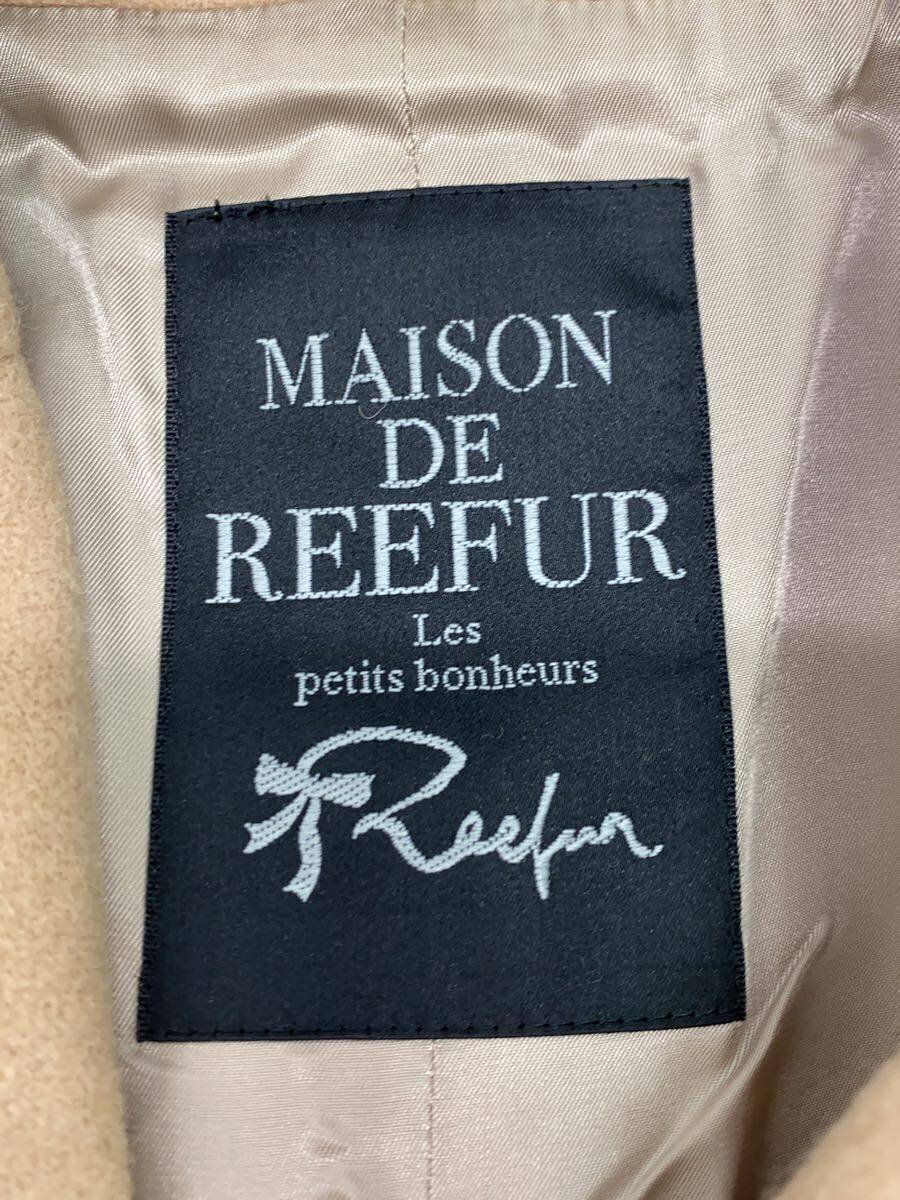 MAISON
DE
REEFUR
Les
petits bonheurs
Reefur